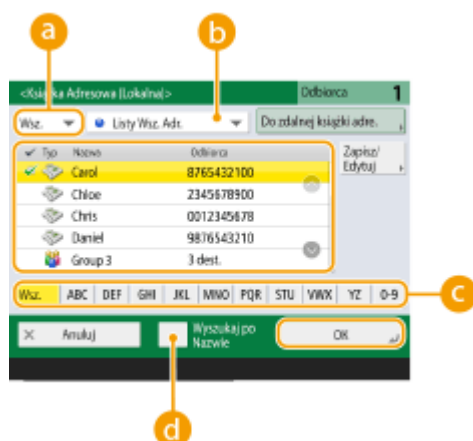 a
b
<Książka Adresowa (Lokalna)> Odbiorca 1
Wsz. Listy Wsz. Adr. Do zdalnej książki adre.
Typ Nazwa Odbiorca
Zapisz/
Edytuj
Carol 8765432100
Chloe 2345678900
Chris 0012345678
Daniel 9876543210
Group 3 3 dest.
Wsz. ABC DEF GHI JKL MNO PQR STU VWX YZ 0-9
c
Anuluj
Wyszukaj po
Nazwie
OK
d